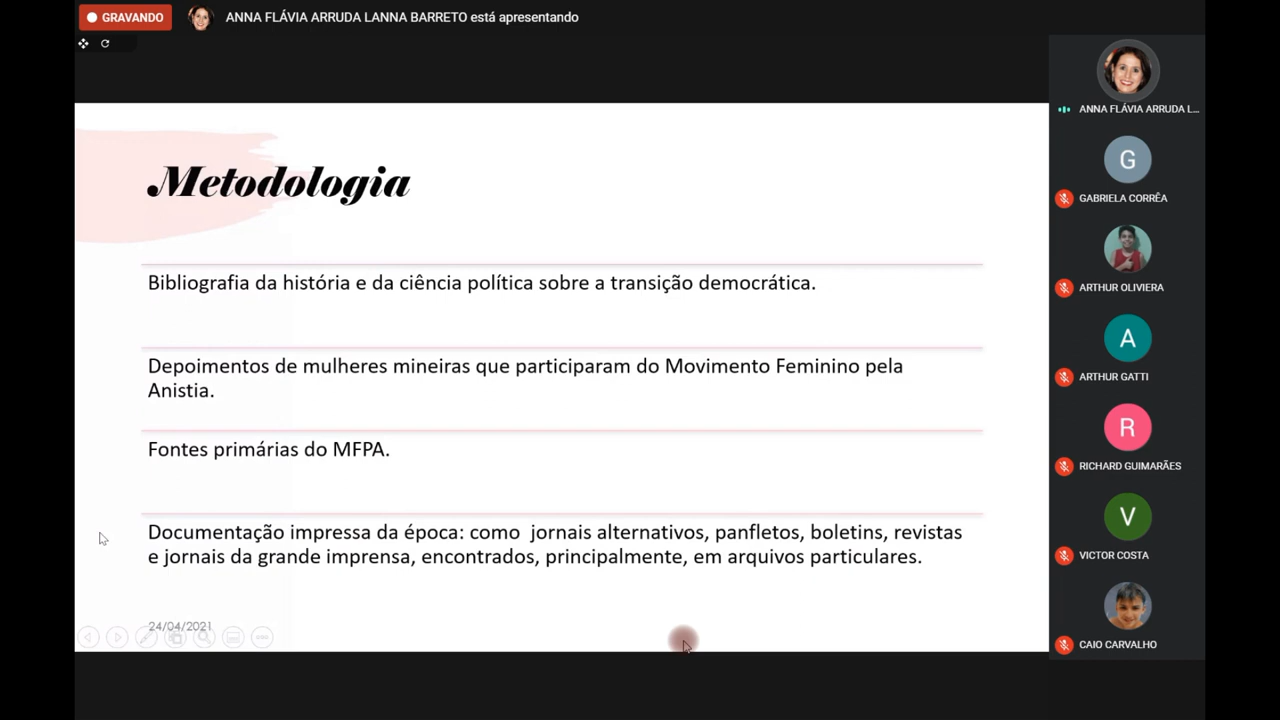 GRAVANDO
ANNA FLÁVIA ARRUDA LANNA BARRETO está apresentando
Metodologia
Bibliografia da história e da ciência política sobre a transição democrática.
Depoimentos de mulheres mineiras que participaram do Movimento Feminino pela
Anistia.
Fontes primárias do MFPA.
Documentação impressa da época: como  jornais alternativos, panfletos, boletins, revistas
e jornais da grande imprensa, encontrados, principalmente, em arquivos particulares.
24/04/2021
ANNA FLÁVIA ARRUDA L...
G
GABRIELA CORRÊA
ARTHUR OLIVIERA
A
ARTHUR GATTI
R
RICHARD GUIMARÃES
V
VICTOR COSTA
CAIO CARVALHO